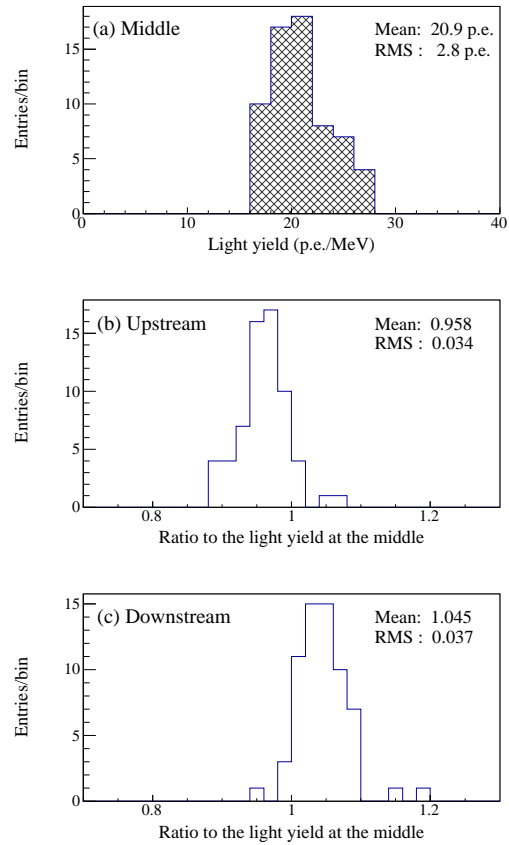 (a) Middle
Mean: 20.9 p.e.
RMS : 2.8 p.e.
Entries/bin
15
10
5
0
0 10 20 30 40
Light yield (p.e./MeV)
(b) Upstream
Mean: 0.958
RMS : 0.034
Entries/bin
15
10
5
0
0.8 1 1.2
Ratio to the light yield at the middle
(c) Downstream
Mean: 1.045
RMS : 0.037
Entries/bin
15
10
5
0
0.8 1 1.2
Ratio to the light yield at the middle